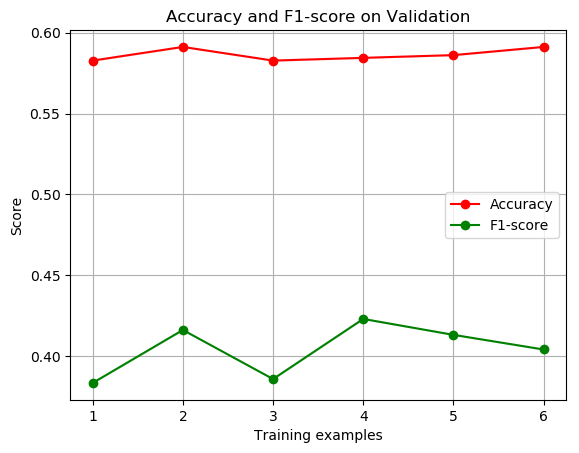 Accuracy and F1-score on Validation
0.60
0.55
0.50
0.45
0.40
Score
Accuracy
F1-score
1 2 3 4 5 6
Training examples